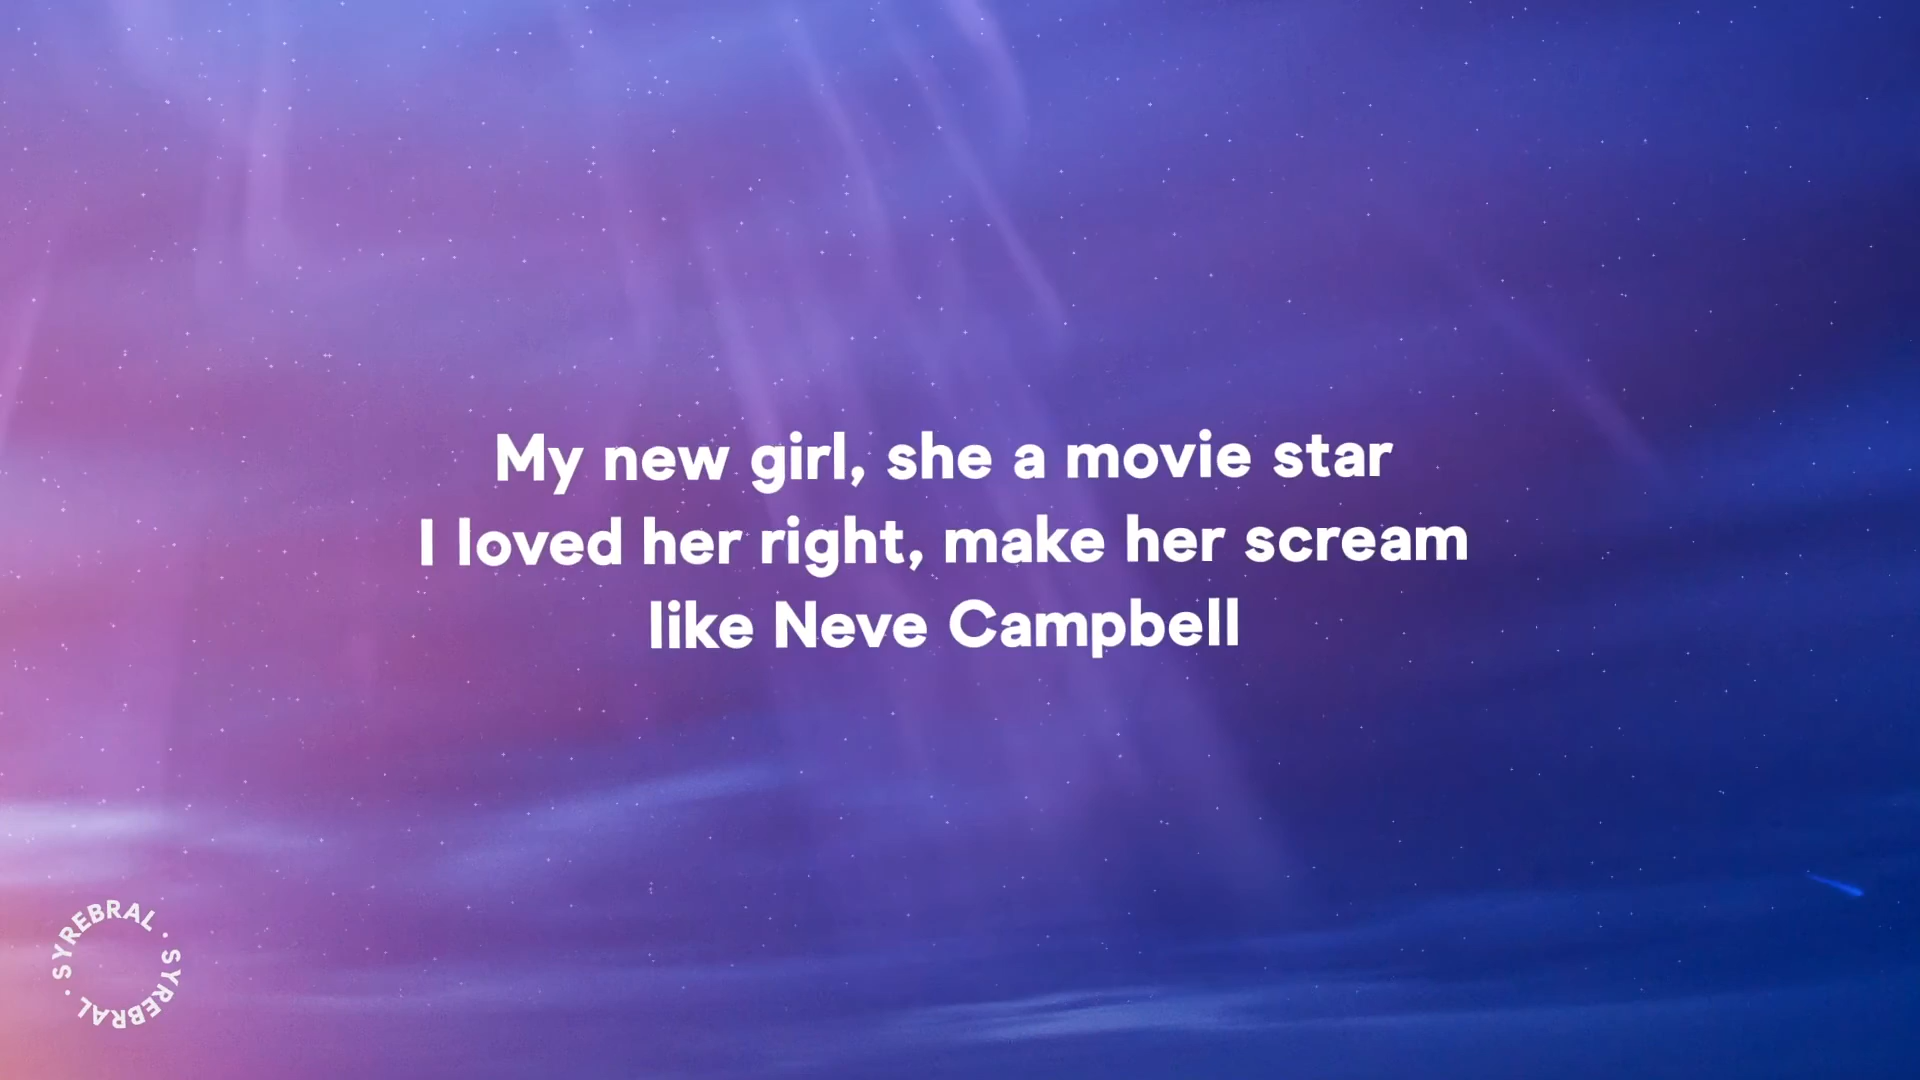 My new girl, she a movie star
I loved her right, make her scream
like Neve Campbell
SYREBRAL · SYREBRAL ·